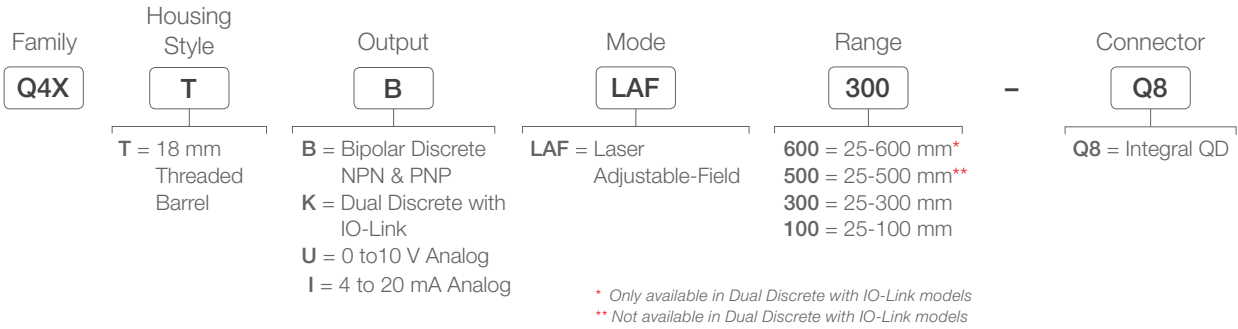 Family
Housing
Style
Output
Mode
Range
Connector
Q4X
T
B
LAF
300
–
Q8
T = 18 mm
Threaded
Barrel
B = Bipolar Discrete
NPN & PNP
K = Dual Discrete with
IO-Link
U = 0 to10 V Analog
I = 4 to 20 mA Analog
LAF = Laser
Adjustable-Field
600 = 25-600 mm*
500 = 25-500 mm**
300 = 25-300 mm
100 = 25-100 mm
Q8 = Integral QD
* Only available in Dual Discrete with IO-Link models
** Not available in Dual Discrete with IO-Link models